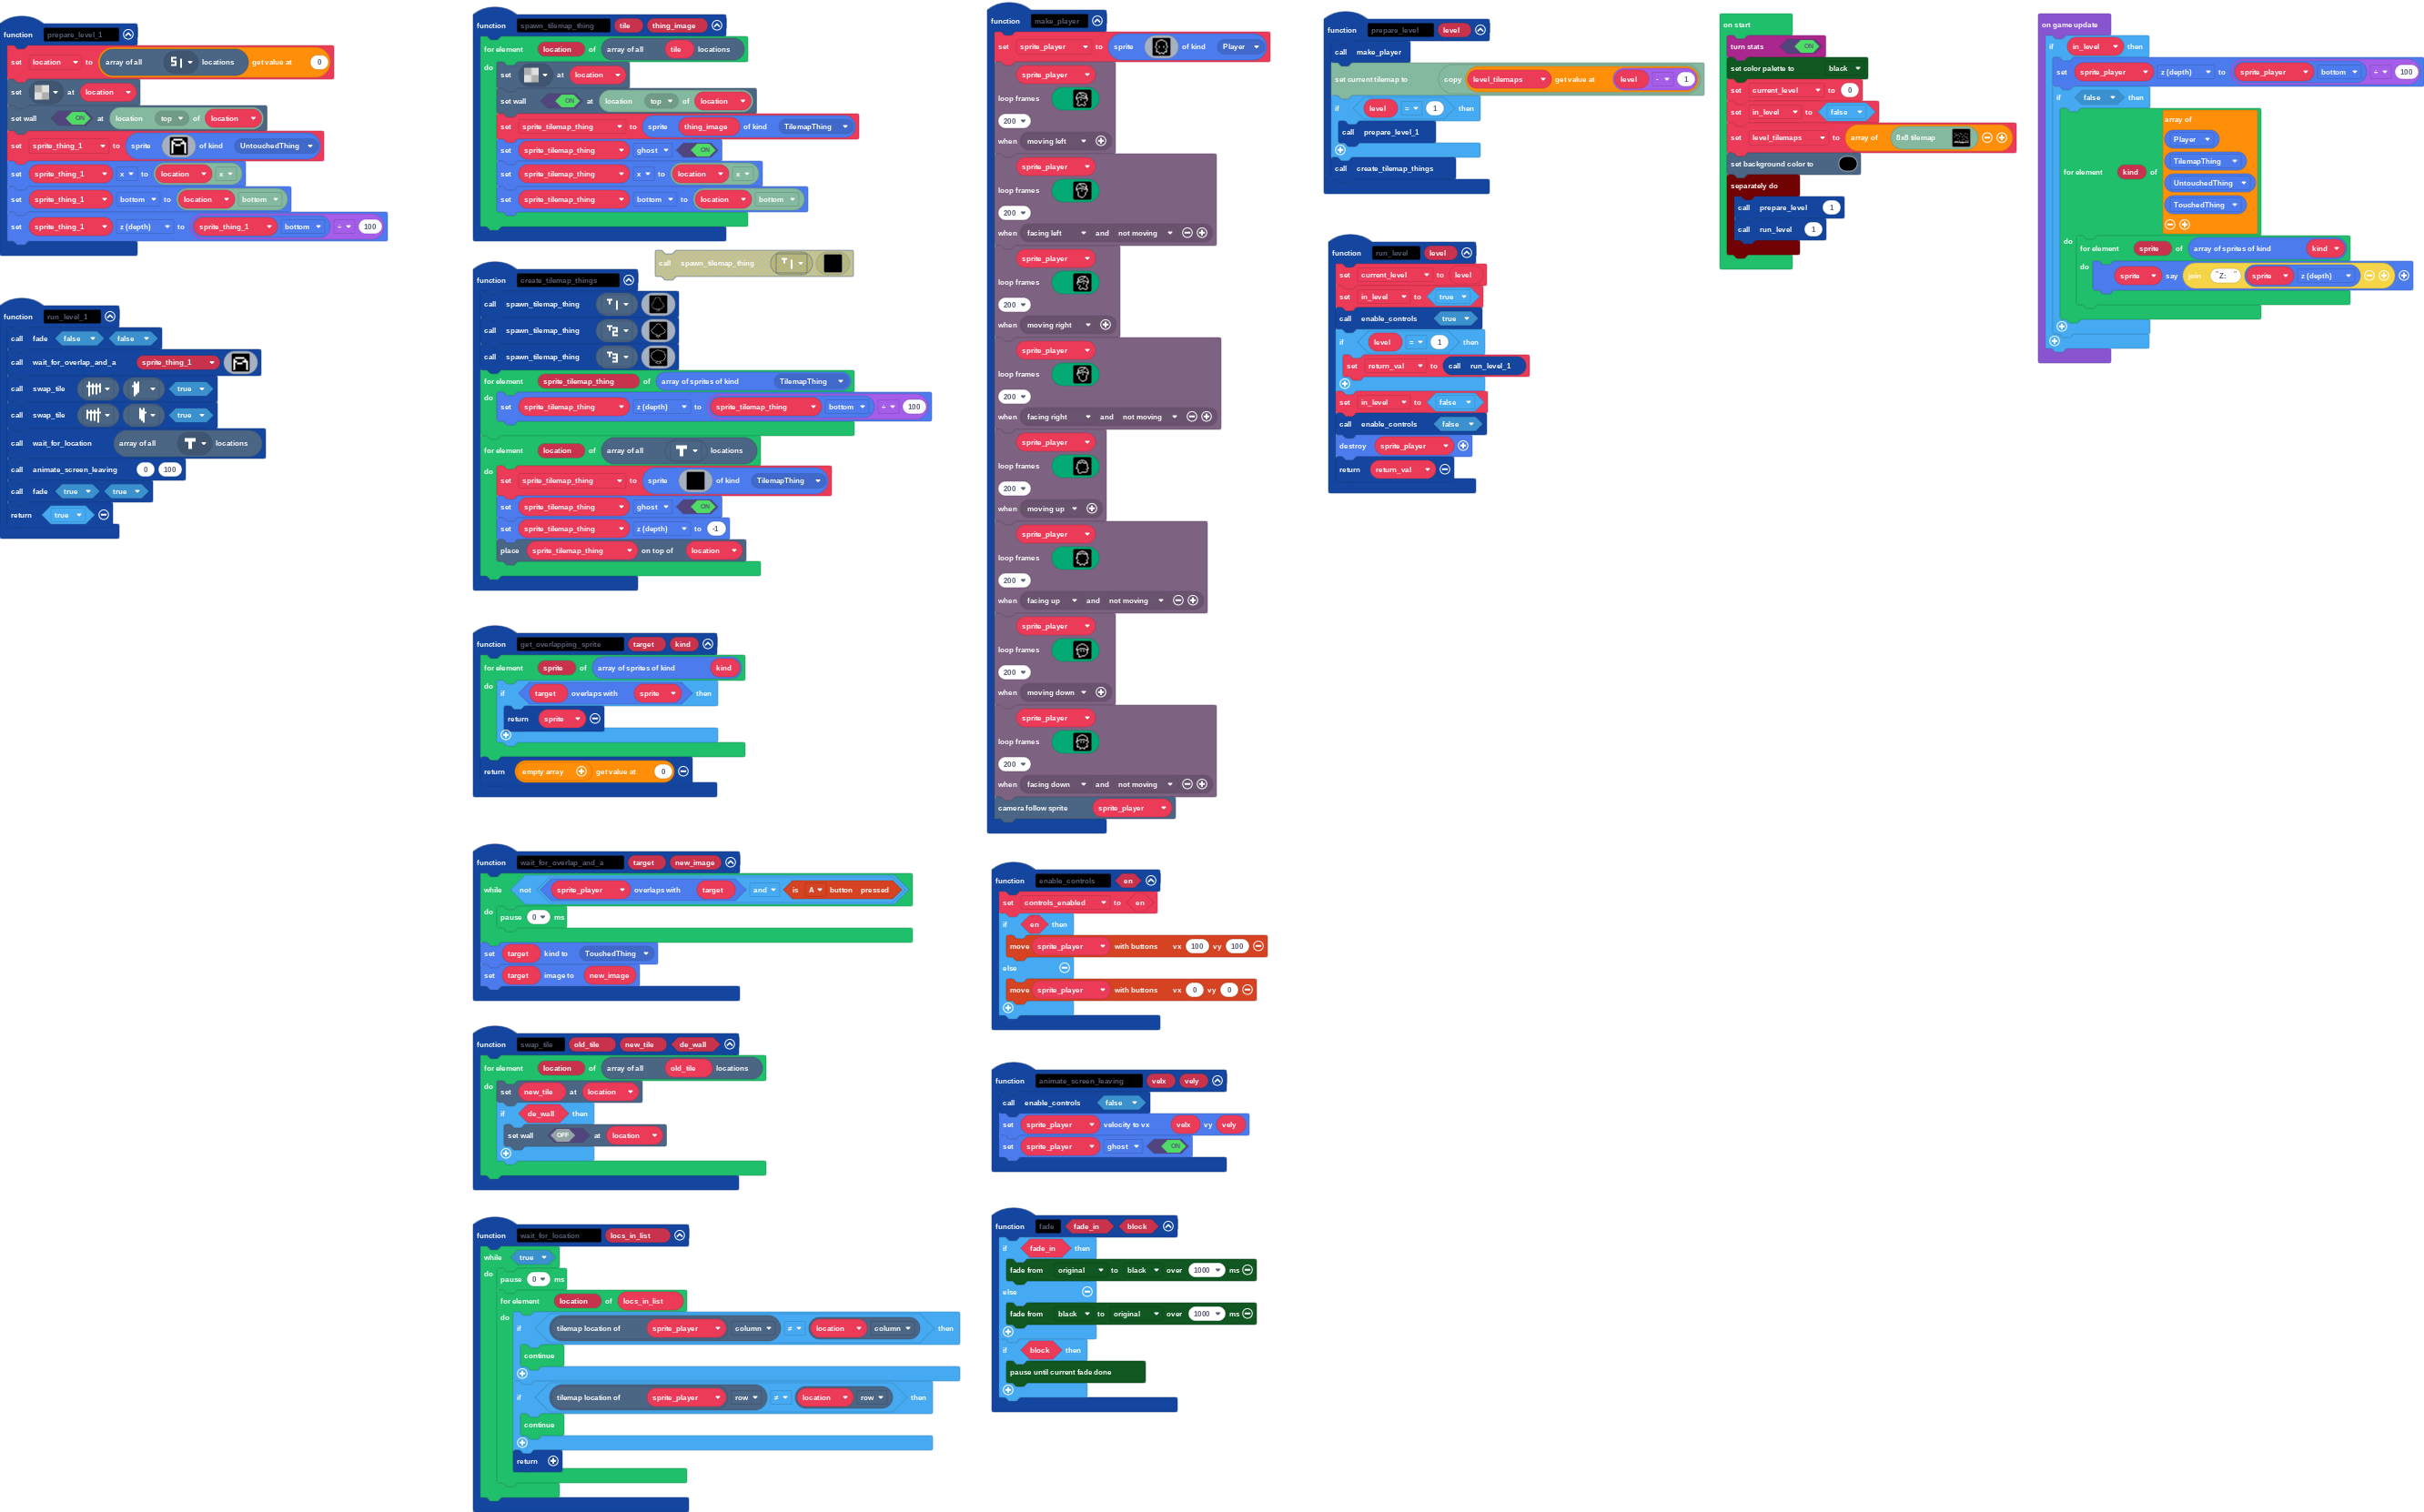 function prepare_level_1
set location to array of all S| locations get value at 0
set at location
set wall ON at location top of location
set sprite_thing_1 to sprite of kind UntouchedThing
set sprite_thing_1 x to location x
set sprite_thing_1 bottom to location bottom
set sprite_thing_1 z (depth) to sprite_thing_1 bottom ÷ 100
function run_level_1
call fade false false
call wait_for_overlap_and_a sprite_thing_1
call swap_tile true
call swap_tile true
call wait_for_location array of all T locations
call animate_screen_leaving 0 100
call fade true true
return true
function spawn_tilemap_thing tile thing_image
for element location of array of all tile locations
do set at location
set wall ON at location top of location
set sprite_tilemap_thing to sprite thing_image of kind TilemapThing
set sprite_tilemap_thing ghost ON
set sprite_tilemap_thing x to location x
set sprite_tilemap_thing bottom to location bottom
call spawn_tilemap_thing T|
function create_tilemap_things
call spawn_tilemap_thing T|
call spawn_tilemap_thing T2
call spawn_tilemap_thing T3
for element sprite_tilemap_thing of array of sprites of kind TilemapThing
do set sprite_tilemap_thing z (depth) to sprite_tilemap_thing bottom ÷ 100
for element location of array of all T locations
do set sprite_tilemap_thing to sprite of kind TilemapThing
set sprite_tilemap_thing ghost ON
set sprite_tilemap_thing z (depth) to -1
place sprite_tilemap_thing on top of location
function get_overlapping_sprite target kind
for element sprite of array of sprites of kind kind
do if target overlaps with sprite then
return sprite
return empty array get value at 0
function wait_for_overlap_and_a target new_image
while not sprite_player overlaps with target and is A button pressed
do pause 0 ms
set target kind to TouchedThing
set target image to new_image
function swap_tile old_tile new_tile de_wall
for element location of array of all old_tile locations
do set new_tile at location
if de_wall then
set wall OFF at location
function wait_for_location locs_in_list
while true
do pause 0 ms
for element location of locs_in_list
do if tilemap location of sprite_player column ≠ location column then
continue
if tilemap location of sprite_player row ≠ location row then
continue
return
function make_player
set sprite_player to sprite of kind Player
sprite_player
loop frames
200
when moving left
sprite_player
loop frames
200
when facing left and not moving
sprite_player
loop frames
200
when moving right
sprite_player
loop frames
200
when facing right and not moving
sprite_player
loop frames
200
when moving up
sprite_player
loop frames
200
when facing up and not moving
sprite_player
loop frames
200
when moving down
sprite_player
loop frames
200
when facing down and not moving
camera follow sprite sprite_player
function enable_controls en
set controls_enabled to en
if en then
move sprite_player with buttons vx 100 vy 100
else
move sprite_player with buttons vx 0 vy 0
function animate_screen_leaving velx vely
call enable_controls false
set sprite_player velocity to vx velx vy vely
set sprite_player ghost ON
function fade fade_in block
if fade_in then
fade from original to black over 1000 ms
else
fade from black to original over 1000 ms
if block then
pause until current fade done
function prepare_level level
call make_player
set current tilemap to copy level_tilemaps get value at level - 1
if level = 1 then
call prepare_level_1
call create_tilemap_things
function run_level level
set current_level to level
set in_level to true
call enable_controls true
if level = 1 then
set return_val to call run_level_1
set in_level to false
call enable_controls false
destroy sprite_player
return return_val
on start
turn stats ON
set color palette to black
set current_level to 0
set in_level to false
set level_tilemaps to array of 8x8 tilemap
set background color to
separately do
call prepare_level 1
call run_level 1
on game update
if in_level then
set sprite_player z (depth) to sprite_player bottom ÷ 100
if false then
for element kind of array of
Player
TilemapThing
UntouchedThing
TouchedThing
do for element sprite of array of sprites of kind kind
do sprite say join "Z: " sprite z (depth)